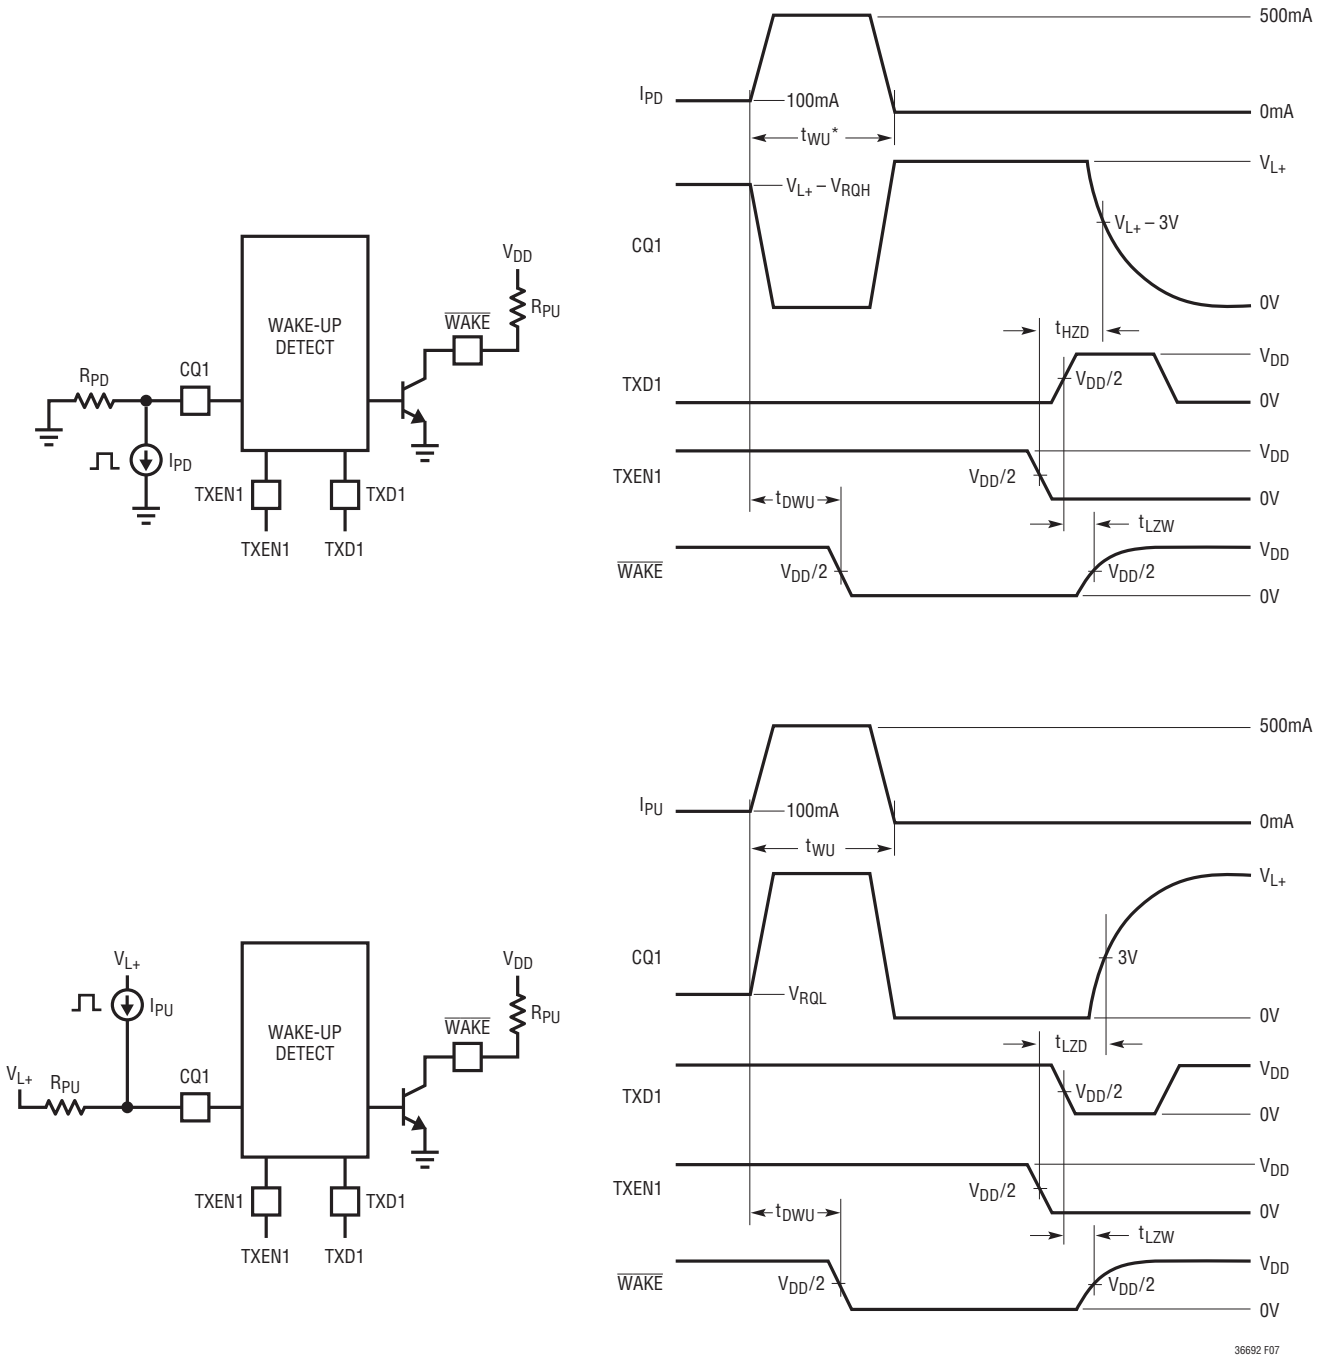 500mA
IPD
100mA
0mA
tWU*
VL+
VL+ – VRQH
VL+ – 3V
CQ1
0V
VDD
RPU
WAKE
WAKE-UP
DETECT
RPD
CQ1
IPD
TXEN1
TXD1
TXEN1
TXD1
tHZD
VDD
TXD1
VDD/2
0V
VDD
TXEN1
VDD/2
0V
tDWU
tLZW
VDD
WAKE
VDD/2
VDD/2
0V
500mA
IPU
100mA
0mA
tWU
VL+
CQ1
3V
VRQL
0V
VL+
IPU
VDD
RPU
WAKE
WAKE-UP
DETECT
VL+
RPU
CQ1
TXEN1
TXD1
TXEN1
TXD1
tLZD
VDD
TXD1
VDD/2
0V
VDD
TXEN1
VDD/2
0V
tDWU
tLZW
VDD
WAKE
VDD/2
VDD/2
0V
36692 F07